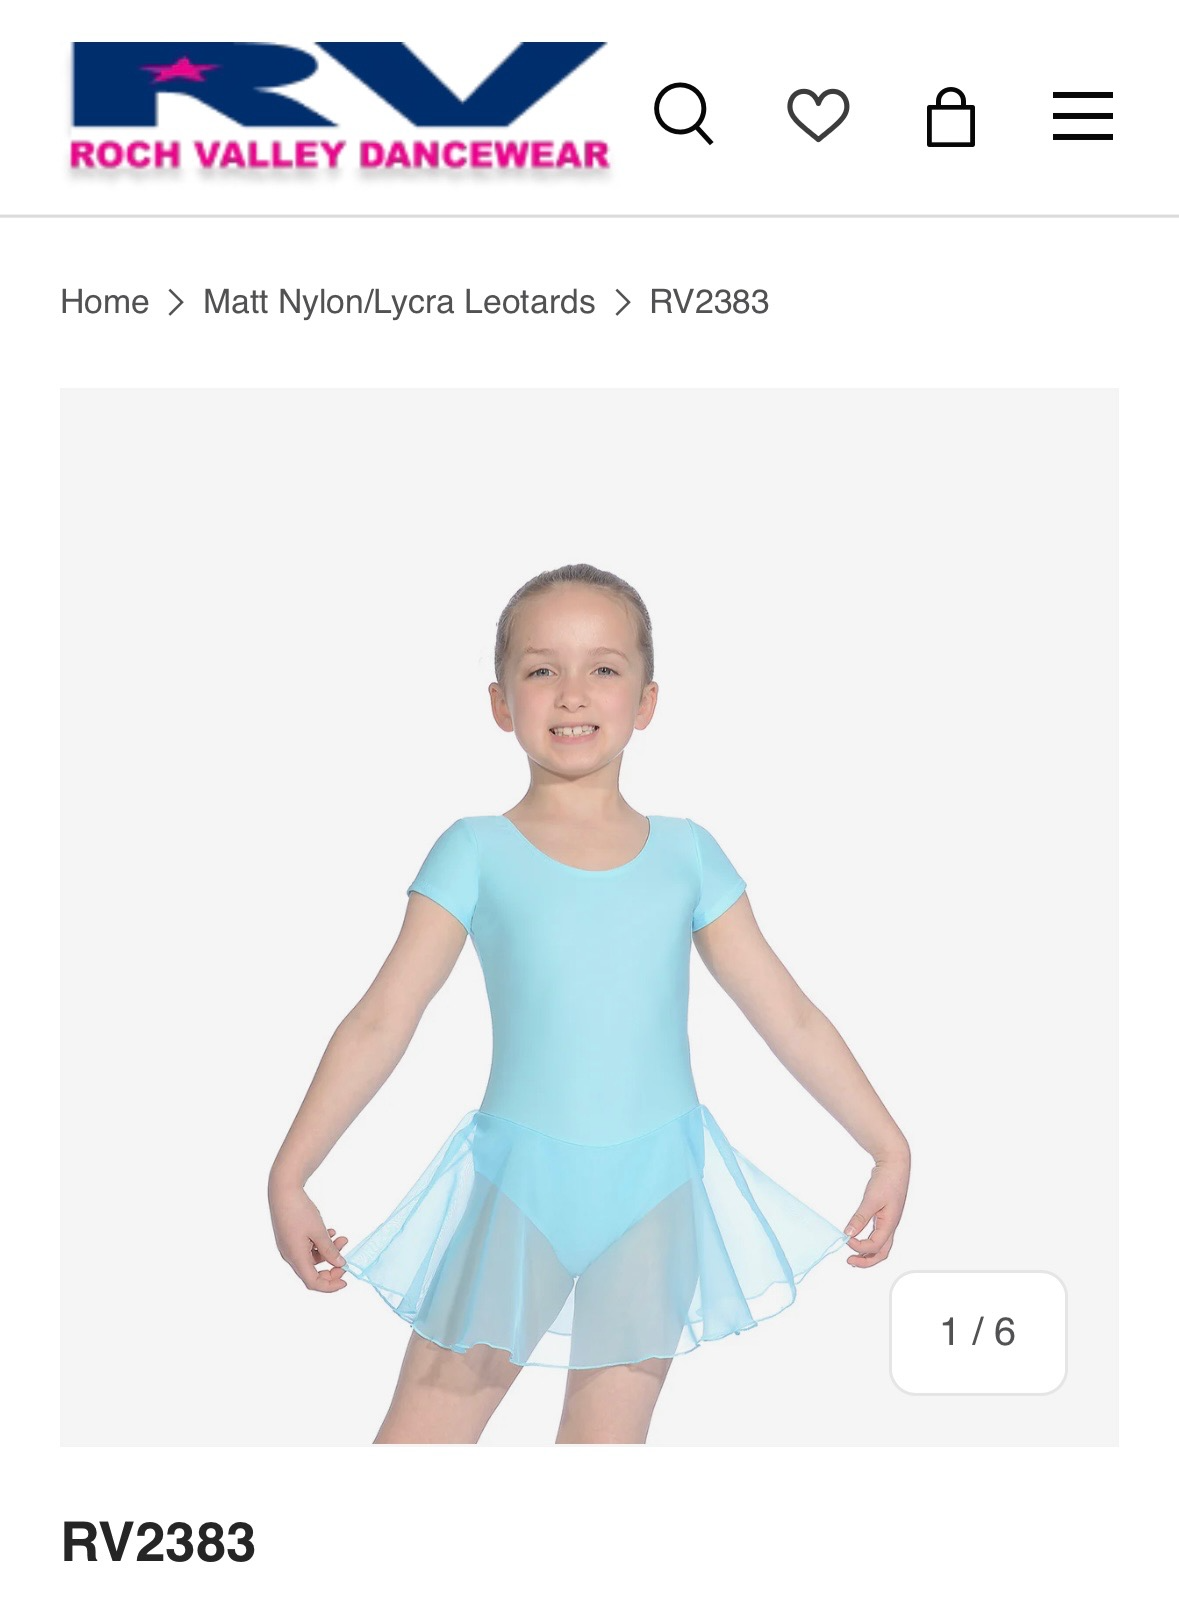 RV
ROCH VALLEY DANCEWEAR
Home > Matt Nylon/Lycra Leotards > RV2383
1 / 6
RV2383